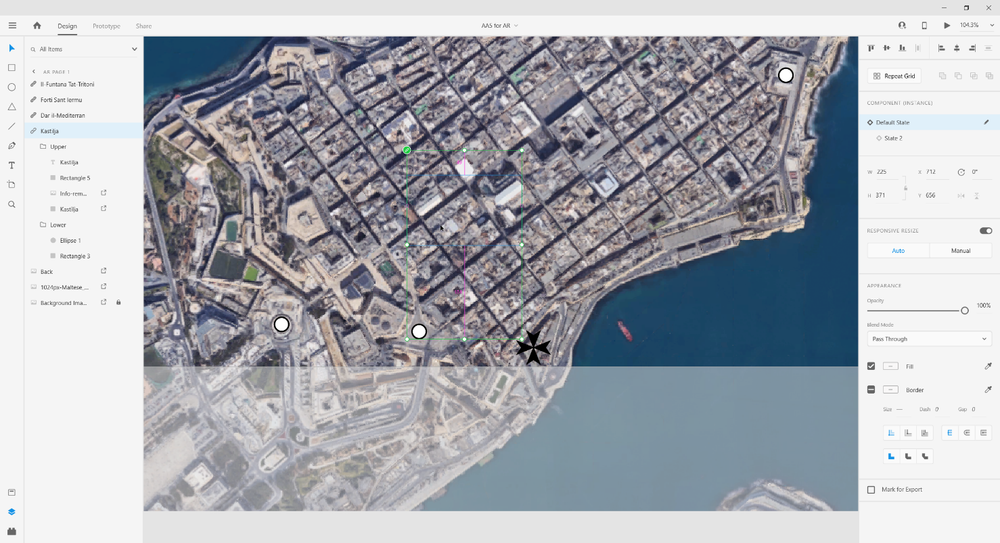 Design
Prototype
Share
AA5 for AR
104.3%
All Items
AR PAGE 1
Il-Funtana Tat-Tritoni
Forti Sant Iermu
Dar il-Mediterran
Kastilja
Upper
T Kastilja
Rectangle 5
Info-rem...
Kastilja
Lower
Ellipse 1
Rectangle 3
Back
1024px-Maltese_...
Background Ima...
T
Repeat Grid
COMPONENT (INSTANCE)
Default State
State 2
W 225
X 712
0°
H 371
Y 656
RESPONSIVE RESIZE
Auto
Manual
APPEARANCE
Opacity
100%
Blend Mode
Pass Through
Fill
Border
Size —
Dash 0
Gap 0
Mark for Export